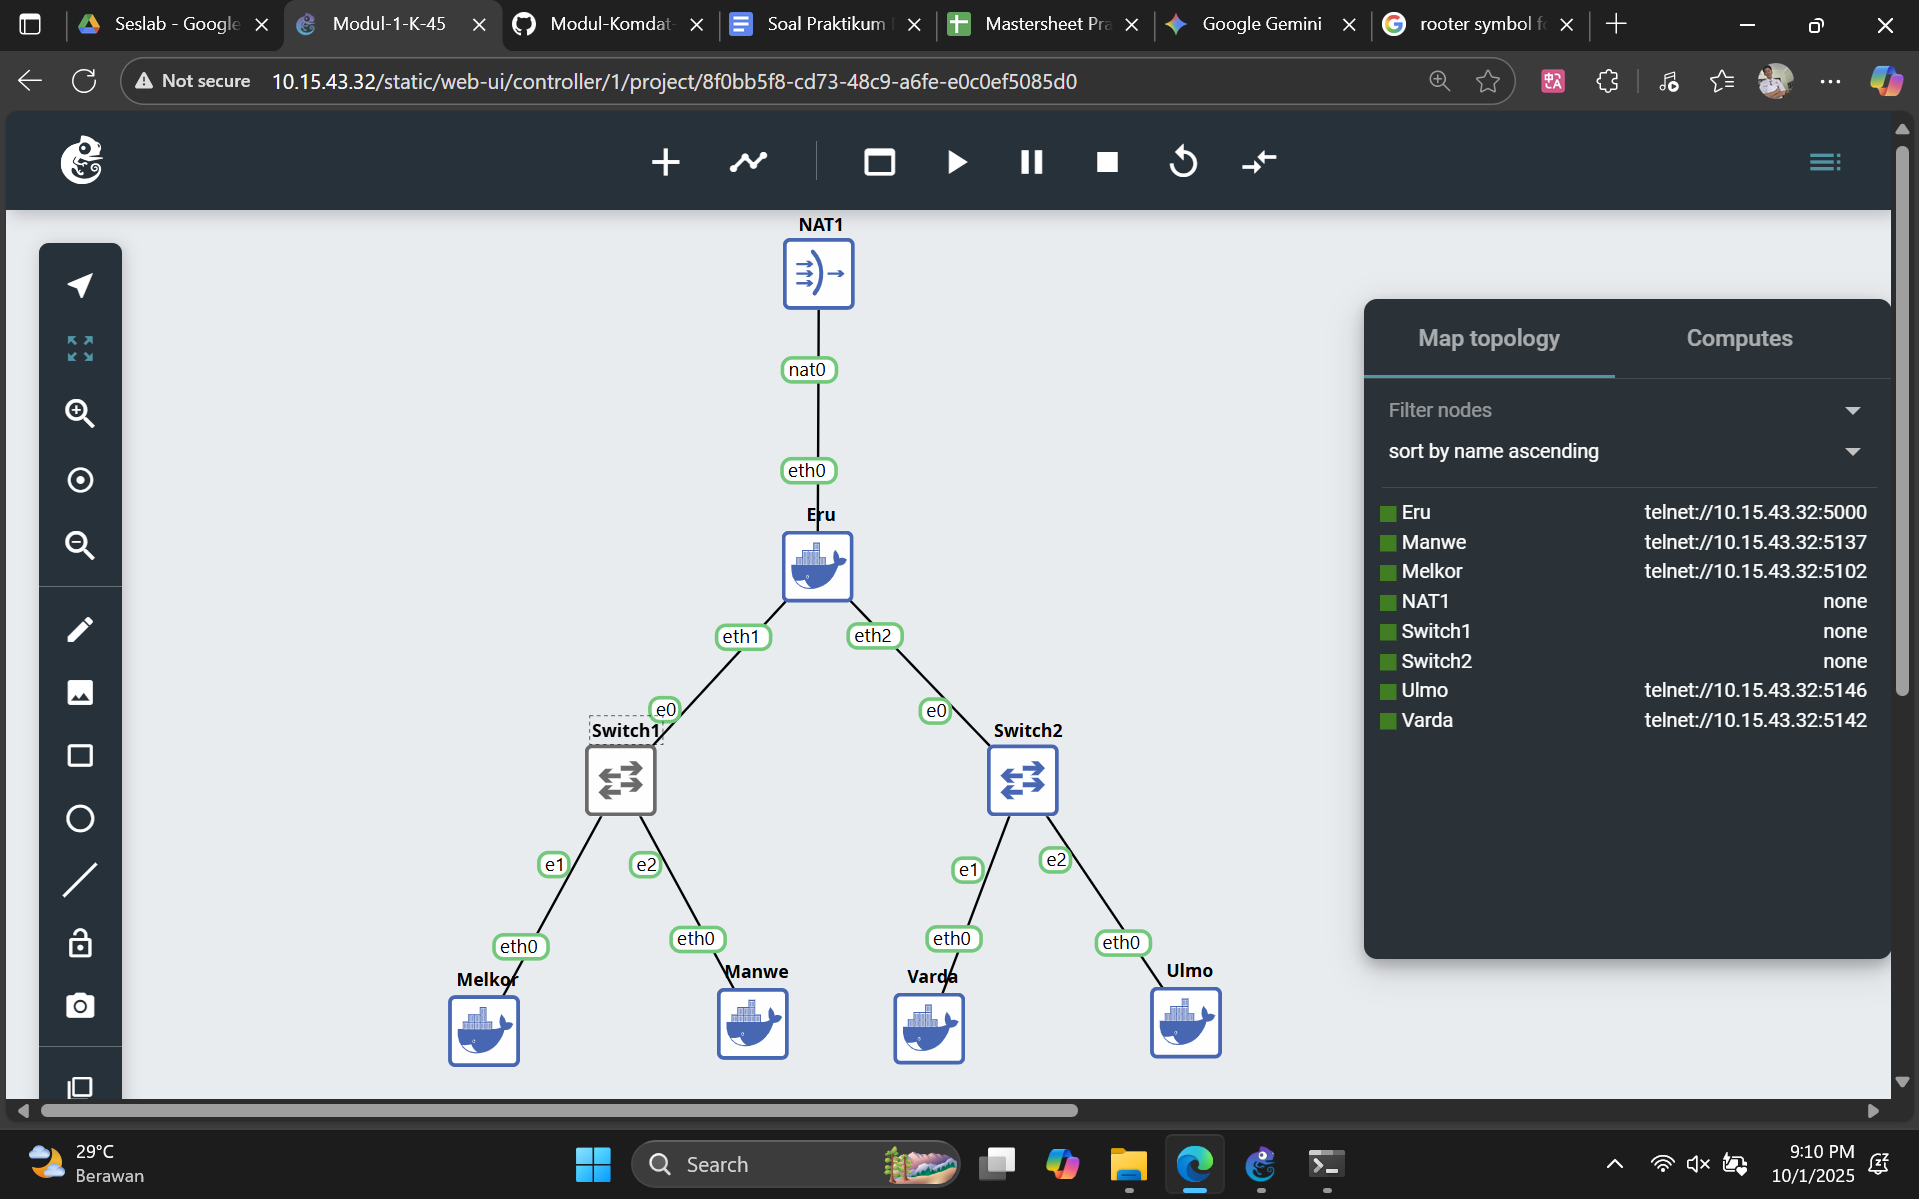 Seslab - Google
Modul-1-K-45
Modul-Komdat-
Soal Praktikum
Mastersheet Pra
Google Gemini
rooter symbol fo
Not secure
10.15.43.32/static/web-ui/controller/1/project/8f0bb5f8-cd73-48c9-a6fe-e0c0ef5085d0
NAT1
nat0
eth0
Eru
eth1
eth2
e0
e0
Switch1
Switch2
e1
e2
e1
e2
eth0
eth0
eth0
eth0
Melkor
Manwe
Varda
Ulmo
Map topology
Computes
Filter nodes
sort by name ascending
Eru telnet://10.15.43.32:5000
Manwe telnet://10.15.43.32:5137
Melkor telnet://10.15.43.32:5102
NAT1 none
Switch1 none
Switch2 none
Ulmo telnet://10.15.43.32:5146
Varda telnet://10.15.43.32:5142
29°C
Berawan
Search
9:10 PM
10/1/2025